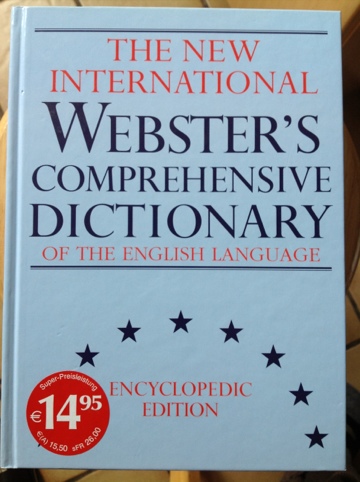 THE NEW
INTERNATIONAL
WEBSTER'S
COMPREHENSIVE
DICTIONARY
OF THE ENGLISH LANGUAGE
ENCYCLOPEDIC
EDITION
Super-Preisleistung
€14.95
€(A) 15,50 sFR 26,00